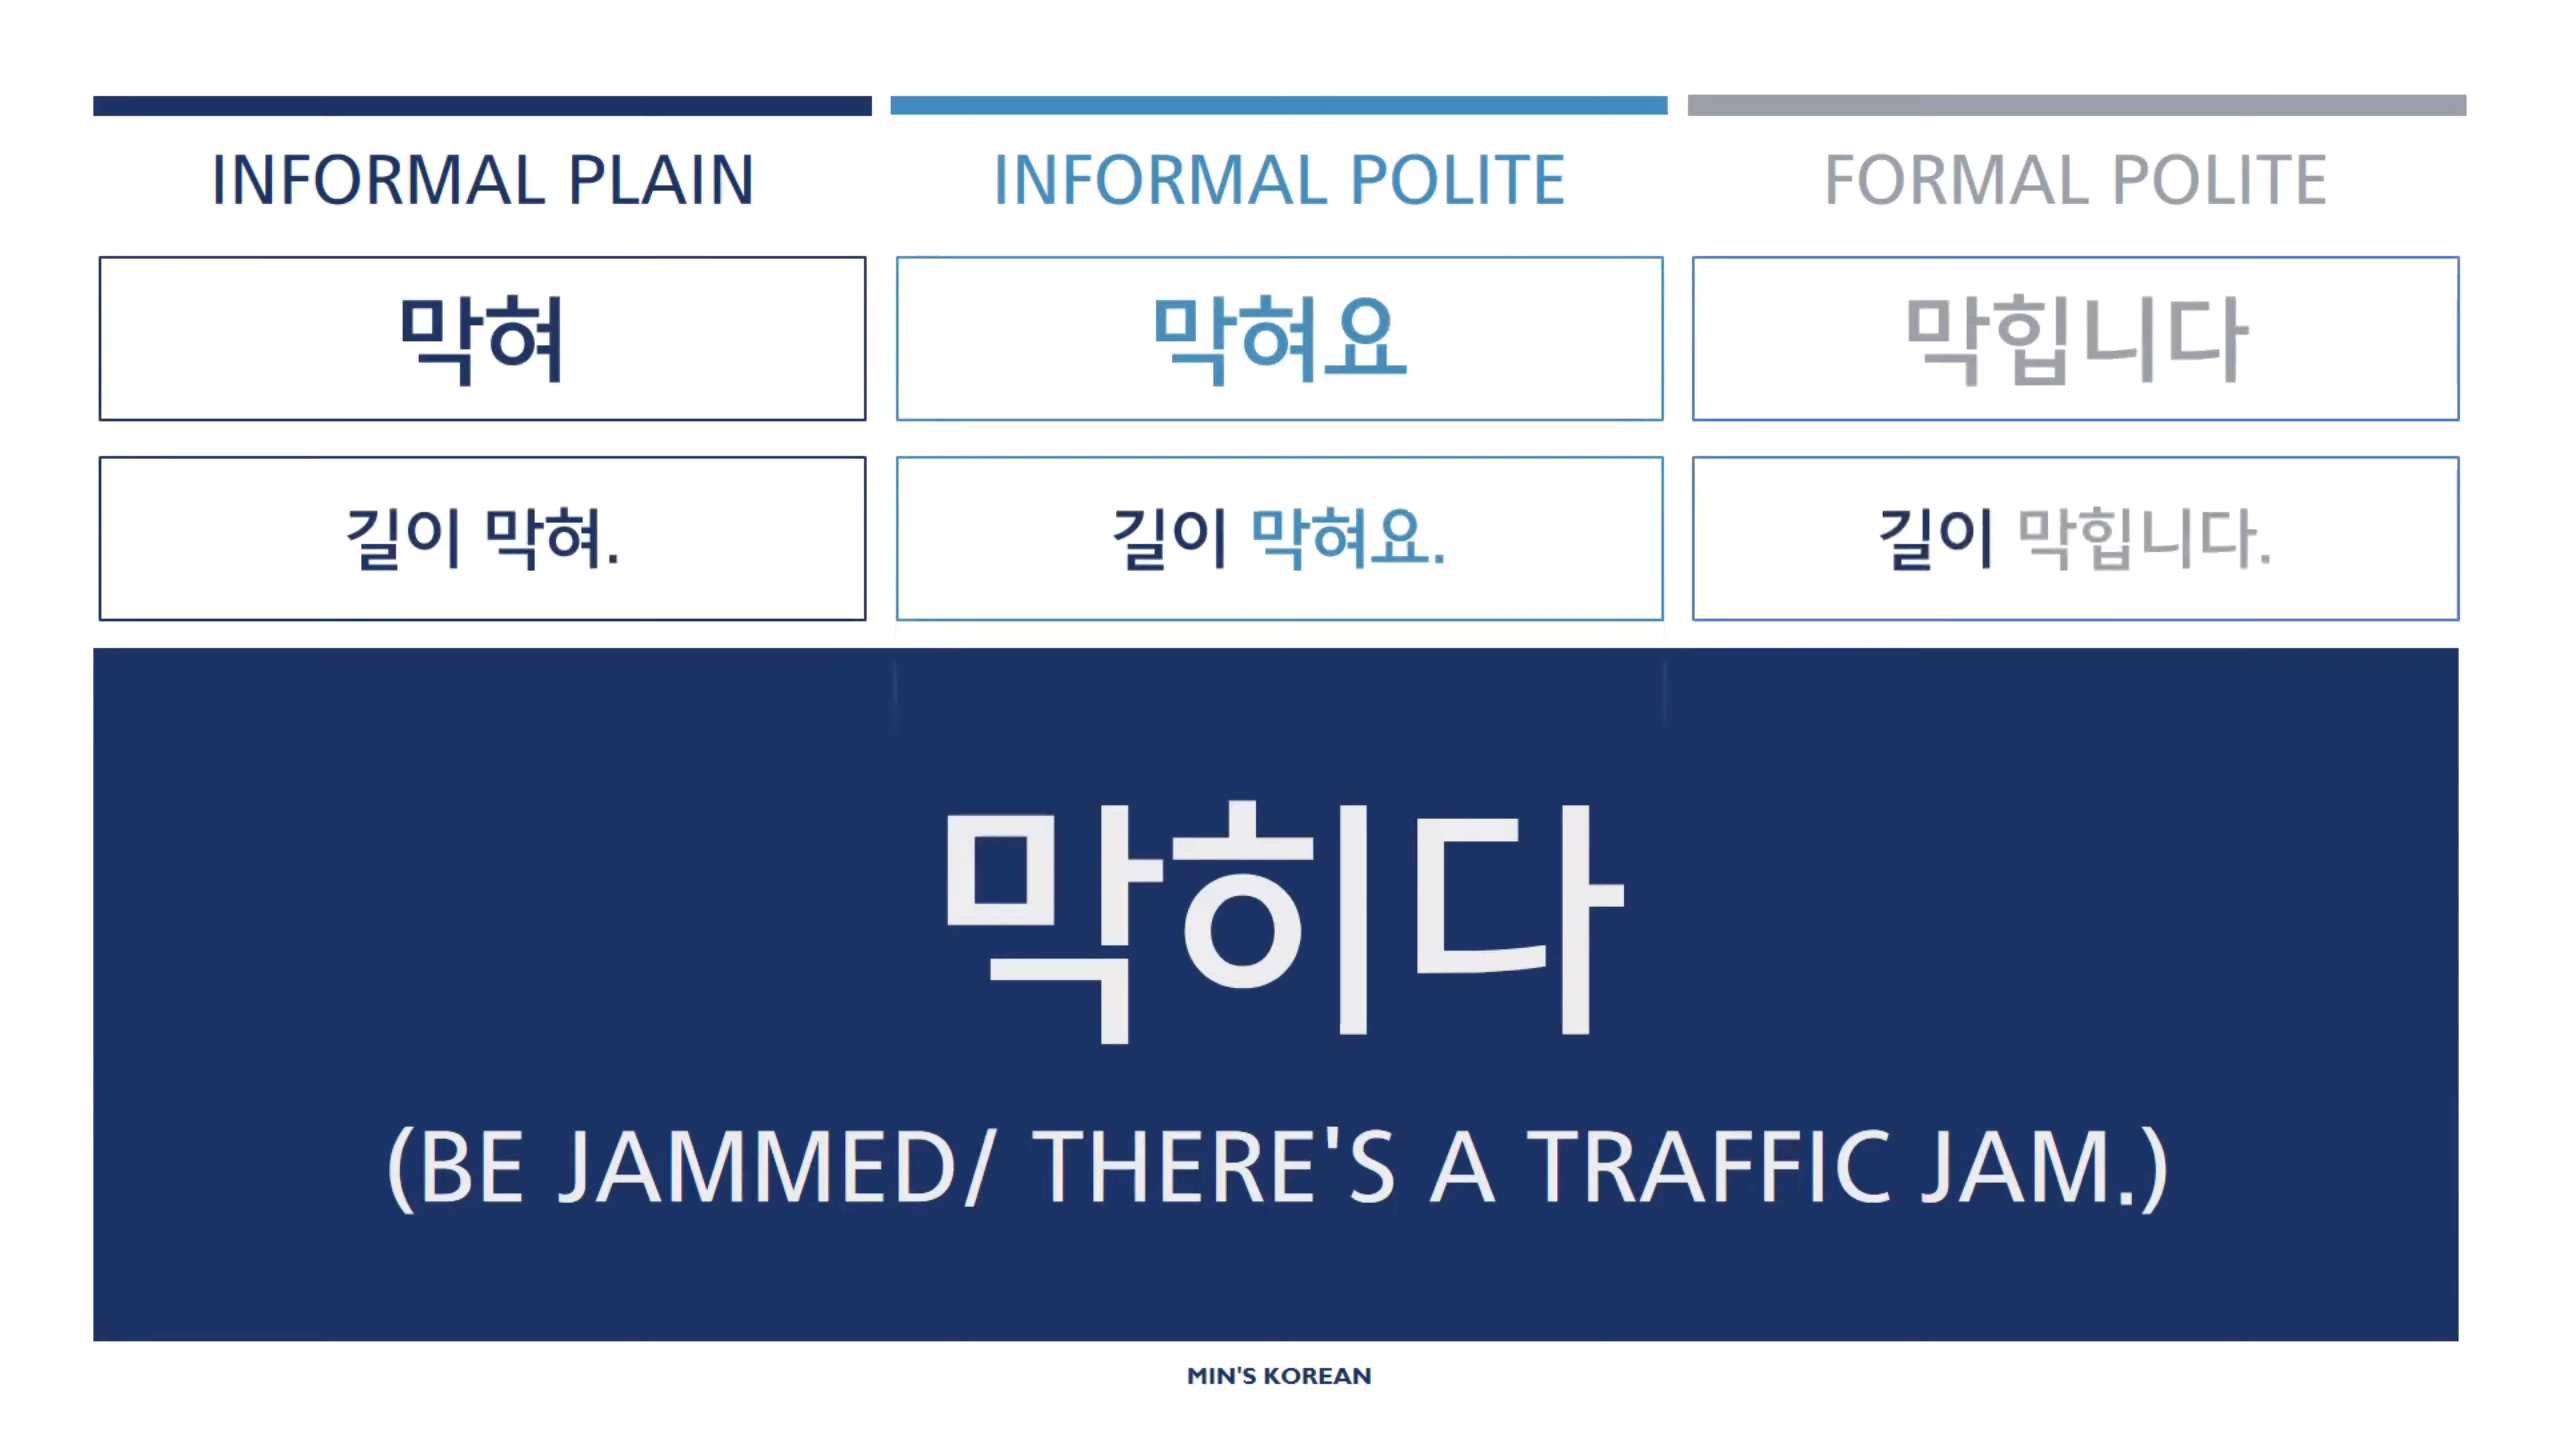 INFORMAL PLAIN
INFORMAL POLITE
FORMAL POLITE
막혀
막혀요
막힙니다
길이 막혀.
길이 막혀요.
길이 막힙니다.
막히다
(BE JAMMED/ THERE'S A TRAFFIC JAM.)
MIN'S KOREAN